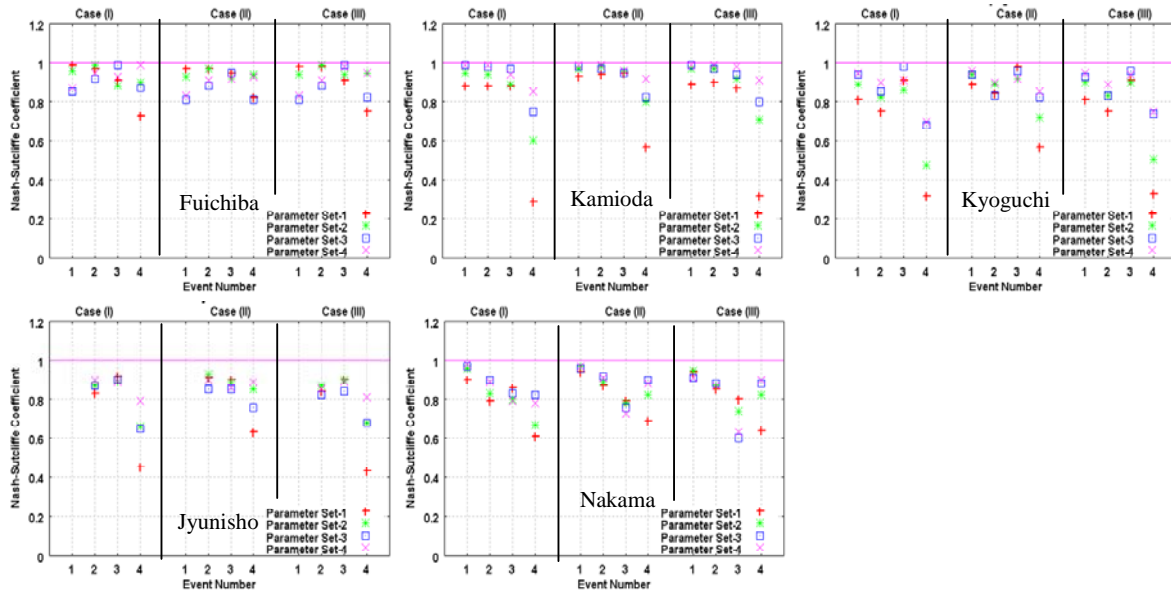 Case (I) Case (II) Case (III)
1.2
1
0.8
0.6
0.4
0.2
0
Nash-Sutcliffe Coefficient
Fuichiba
Parameter Set-1
Parameter Set-2
Parameter Set-3
Parameter Set-4
1 2 3 4 1 2 3 4 1 2 3 4
Event Number
Case (I) Case (II) Case (III)
1.2
1
0.8
0.6
0.4
0.2
0
Nash-Sutcliffe Coefficient
Kamioda
Parameter Set-1
Parameter Set-2
Parameter Set-3
Parameter Set-4
1 2 3 4 1 2 3 4 1 2 3 4
Event Number
Case (I) Case (II) Case (III)
1.2
1
0.8
0.6
0.4
0.2
0
Nash-Sutcliffe Coefficient
Kyoguchi
Parameter Set-1
Parameter Set-2
Parameter Set-3
Parameter Set-4
1 2 3 4 1 2 3 4 1 2 3 4
Event Number
Case (I) Case (II) Case (III)
1.2
1
0.8
0.6
0.4
0.2
0
Nash-Sutcliffe Coefficient
Jyunisho
Parameter Set-1
Parameter Set-2
Parameter Set-3
Parameter Set-4
1 2 3 4 1 2 3 4 1 2 3 4
Event Number
Case (I) Case (II) Case (III)
1.2
1
0.8
0.6
0.4
0.2
0
Nash-Sutcliffe Coefficient
Nakama
Parameter Set-1
Parameter Set-2
Parameter Set-3
Parameter Set-4
1 2 3 4 1 2 3 4 1 2 3 4
Event Number